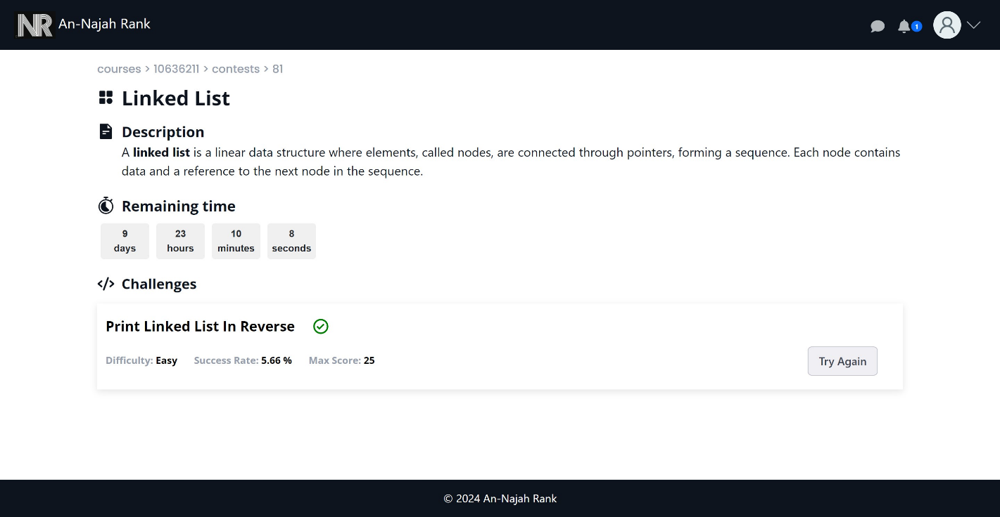 NR An-Najah Rank
1
courses > 10636211 > contests > 81
Linked List
Description
A linked list is a linear data structure where elements, called nodes, are connected through pointers, forming a sequence. Each node contains
data and a reference to the next node in the sequence.
Remaining time
9 23 10 8
days hours minutes seconds
</> Challenges
Print Linked List In Reverse
Difficulty: Easy Success Rate: 5.66 % Max Score: 25
Try Again
© 2024 An-Najah Rank